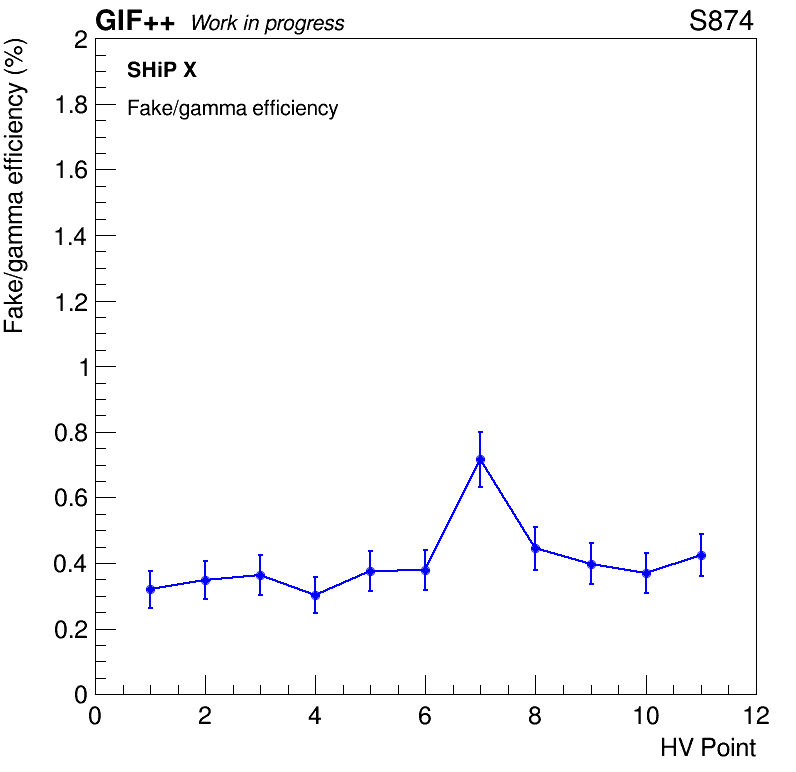 GIF++ Work in progress S874
SHiP X
Fake/gamma efficiency
Fake/gamma efficiency (%)
2
1.8
1.6
1.4
1.2
1
0.8
0.6
0.4
0.2
0
0 2 4 6 8 10 12
HV Point